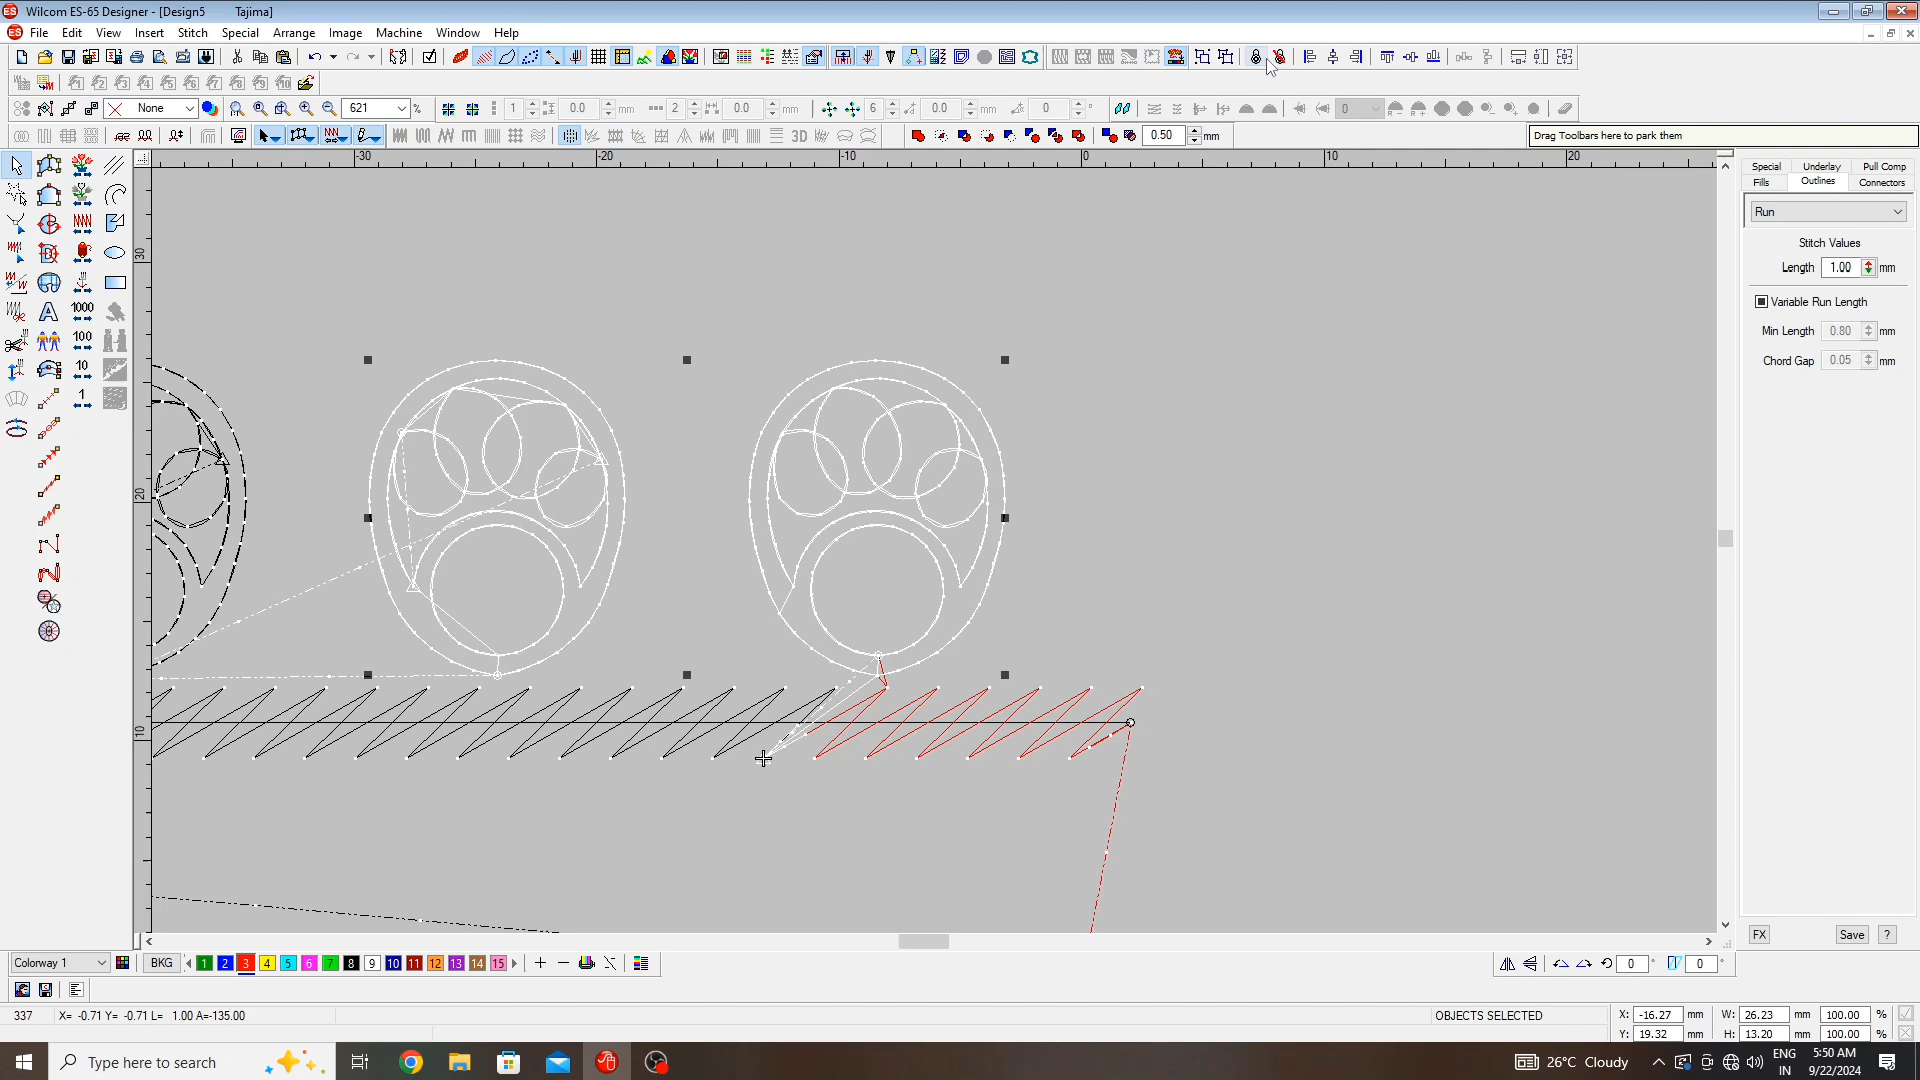 Wilcom ES-65 Designer - [Design5 Tajima]
File Edit View Insert Stitch Special Arrange Image Machine Window Help
None 621 % 1 0.0 mm 2 0.0 mm 6 0.0 mm 0 ° 0
0.50 mm Drag Toolbars here to park them
-30 -20 -10 0 10 20
30
20
10
1000
100
10
1
Special Underlay Pull Comp
Fills Outlines Connectors
Run
Stitch Values
Length 1.00 mm
Variable Run Length
Min Length 0.80 mm
Chord Gap 0.05 mm
FX Save ?
Colorway 1 BKG 1 2 3 4 5 6 7 8 9 10 11 12 13 14 15 0 ° 0 °
337 X= -0.71 Y= -0.71 L= 1.00 A=-135.00 OBJECTS SELECTED X: -16.27 mm W: 26.23 mm 100.00 %
Y: 19.32 mm H: 13.20 mm 100.00 %
Type here to search 26°C Cloudy ENG IN 5:50 AM 9/22/2024